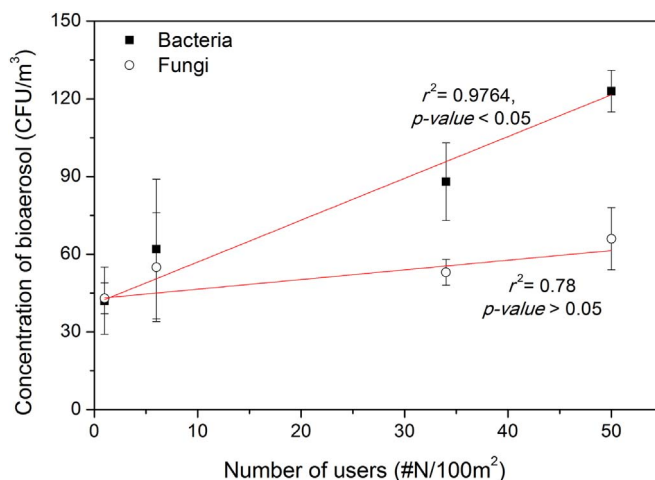 Concentration of bioaerosol (CFU/m³)
150
120
90
60
30
0
Bacteria
Fungi
r²= 0.9764,
p-value < 0.05
r²= 0.78
p-value > 0.05
0 10 20 30 40 50
Number of users (#N/100m²)